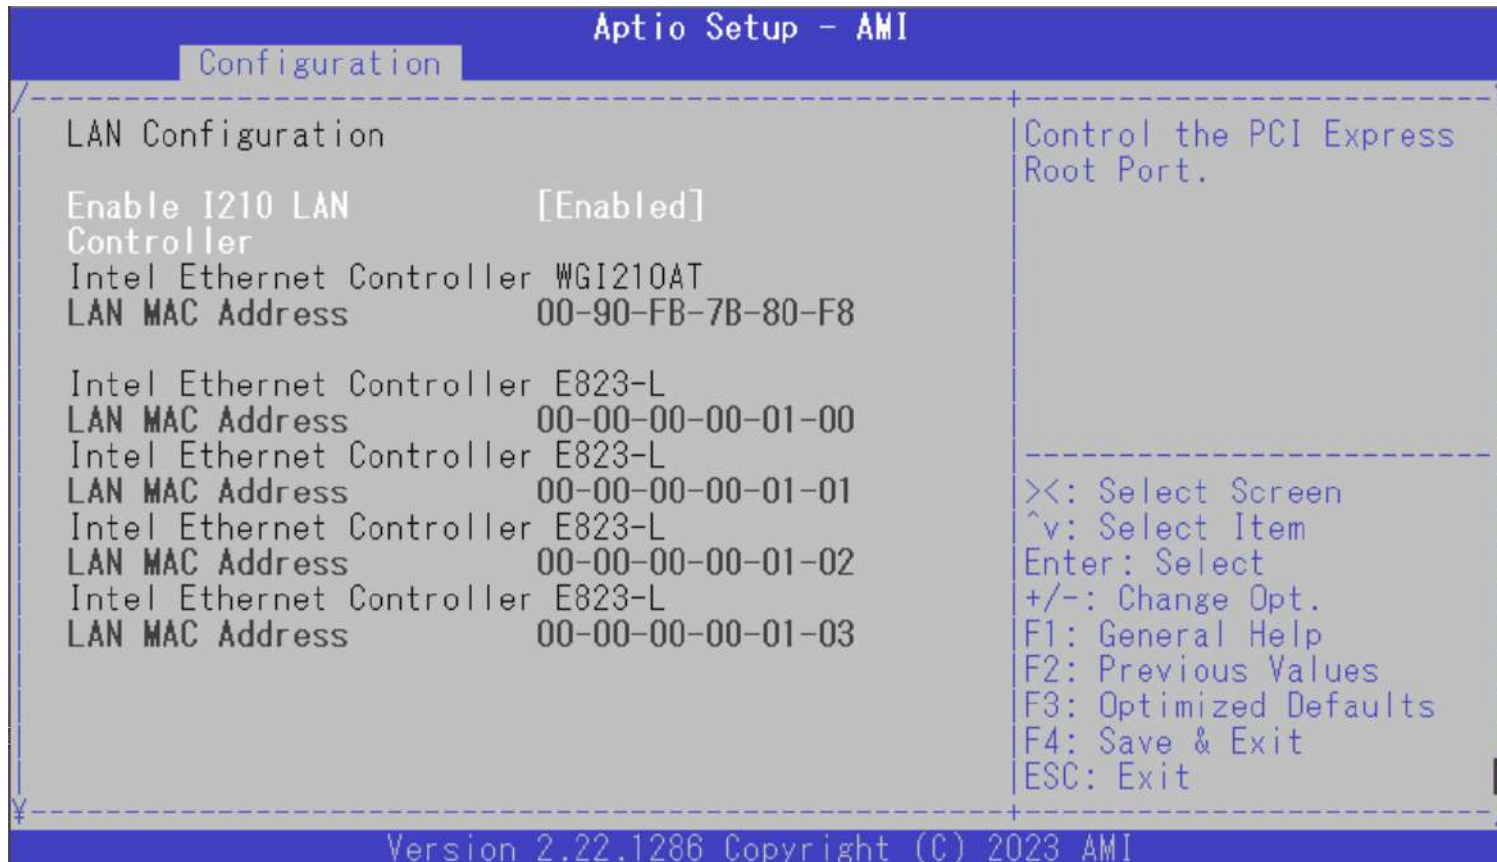 Aptio Setup - AMI
Configuration
LAN Configuration
Enable I210 LAN [Enabled]
Controller
Intel Ethernet Controller WGI210AT
LAN MAC Address 00-90-FB-7B-80-F8
Intel Ethernet Controller E823-L
LAN MAC Address 00-00-00-00-01-00
Intel Ethernet Controller E823-L
LAN MAC Address 00-00-00-00-01-01
Intel Ethernet Controller E823-L
LAN MAC Address 00-00-00-00-01-02
Intel Ethernet Controller E823-L
LAN MAC Address 00-00-00-00-01-03
Control the PCI Express
Root Port.
><: Select Screen
^v: Select Item
Enter: Select
+/-: Change Opt.
F1: General Help
F2: Previous Values
F3: Optimized Defaults
F4: Save & Exit
ESC: Exit
Version 2.22.1286 Copyright (C) 2023 AMI